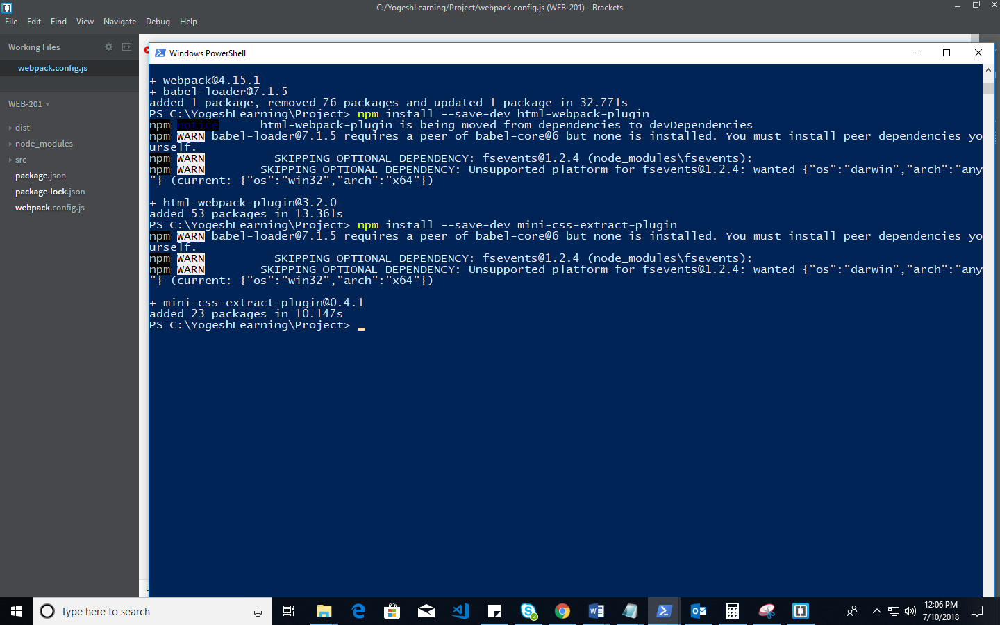 C:/YogeshLearning/Project/webpack.config.js (WEB-201) - Brackets
File Edit Find View Navigate Debug Help
Working Files
webpack.config.js
WEB-201
dist
node_modules
src
package.json
package-lock.json
webpack.config.js
Windows PowerShell
+ webpack@4.15.1
+ babel-loader@7.1.5
added 1 package, removed 76 packages and updated 1 package in 32.771s
PS C:\YogeshLearning\Project> npm install --save-dev html-webpack-plugin
npm notice html-webpack-plugin is being moved from dependencies to devDependencies
npm WARN babel-loader@7.1.5 requires a peer of babel-core@6 but none is installed. You must install peer dependencies yo
urself.
npm WARN SKIPPING OPTIONAL DEPENDENCY: fsevents@1.2.4 (node_modules\fsevents):
npm WARN SKIPPING OPTIONAL DEPENDENCY: Unsupported platform for fsevents@1.2.4: wanted {"os":"darwin","arch":"any
"} (current: {"os":"win32","arch":"x64"})
+ html-webpack-plugin@3.2.0
added 53 packages in 13.361s
PS C:\YogeshLearning\Project> npm install --save-dev mini-css-extract-plugin
npm WARN babel-loader@7.1.5 requires a peer of babel-core@6 but none is installed. You must install peer dependencies yo
urself.
npm WARN SKIPPING OPTIONAL DEPENDENCY: fsevents@1.2.4 (node_modules\fsevents):
npm WARN SKIPPING OPTIONAL DEPENDENCY: Unsupported platform for fsevents@1.2.4: wanted {"os":"darwin","arch":"any
"} (current: {"os":"win32","arch":"x64"})
+ mini-css-extract-plugin@0.4.1
added 23 packages in 10.147s
PS C:\YogeshLearning\Project>
Type here to search
12:06 PM
7/10/2018